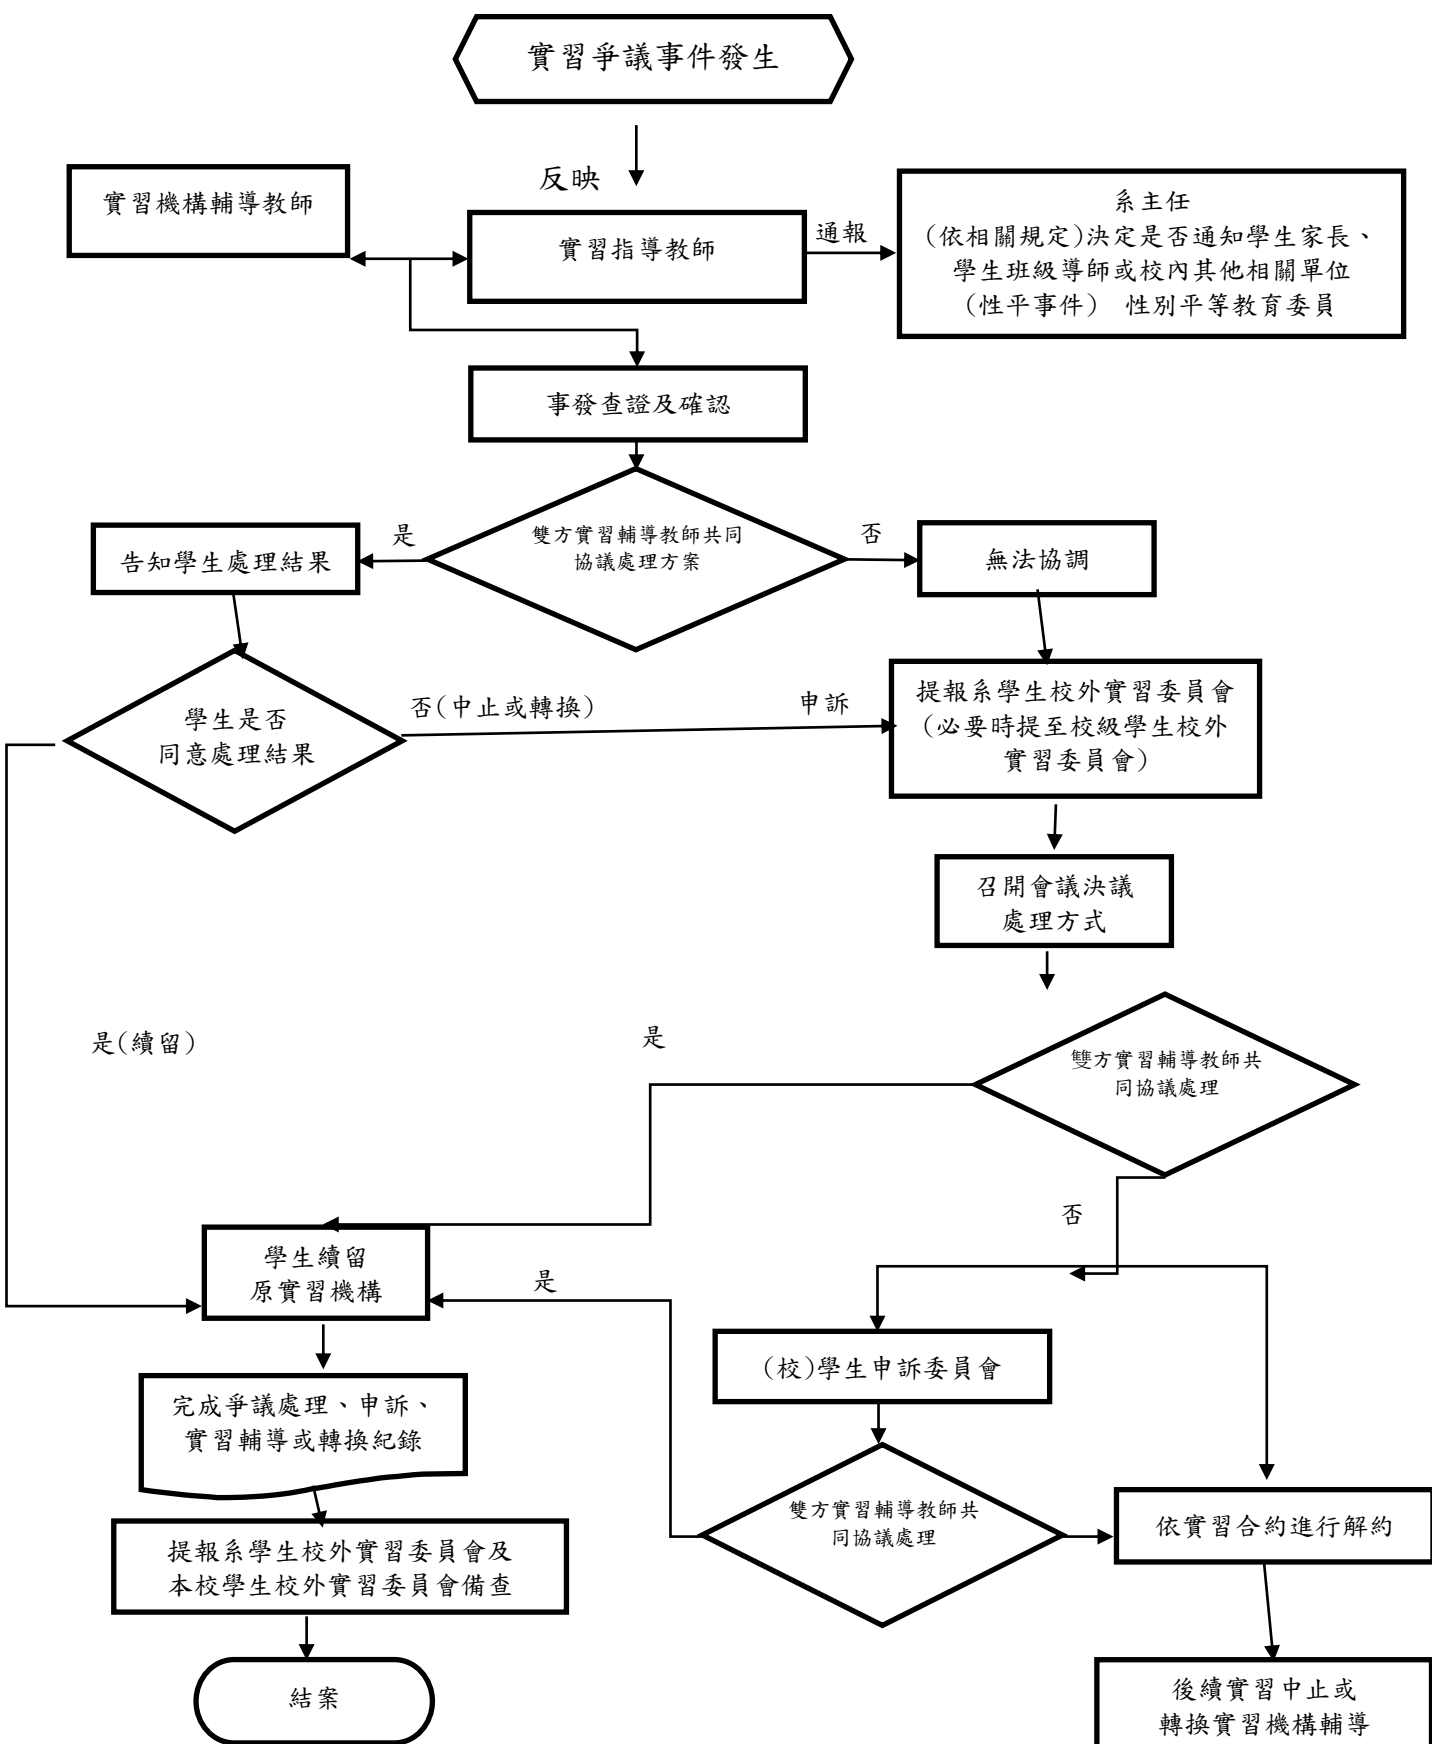 實習爭議事件發生
反映
實習機構輔導教師
實習指導教師
通報
系主任
(依相關規定)決定是否通知學生家長、
學生班級導師或校內其他相關單位
(性平事件) 性別平等教育委員
事發查證及確認
雙方實習輔導教師共同
協議處理方案
是
否
告知學生處理結果
無法協調
學生是否
同意處理結果
否(中止或轉換)
申訴
提報系學生校外實習委員會
(必要時提至校級學生校外
實習委員會)
召開會議決議
處理方式
是(續留)
是
雙方實習輔導教師共
同協議處理
否
學生續留
原實習機構
是
(校)學生申訴委員會
完成爭議處理、申訴、
實習輔導或轉換紀錄
雙方實習輔導教師共
同協議處理
依實習合約進行解約
提報系學生校外實習委員會及
本校學生校外實習委員會備查
結案
後續實習中止或
轉換實習機構輔導